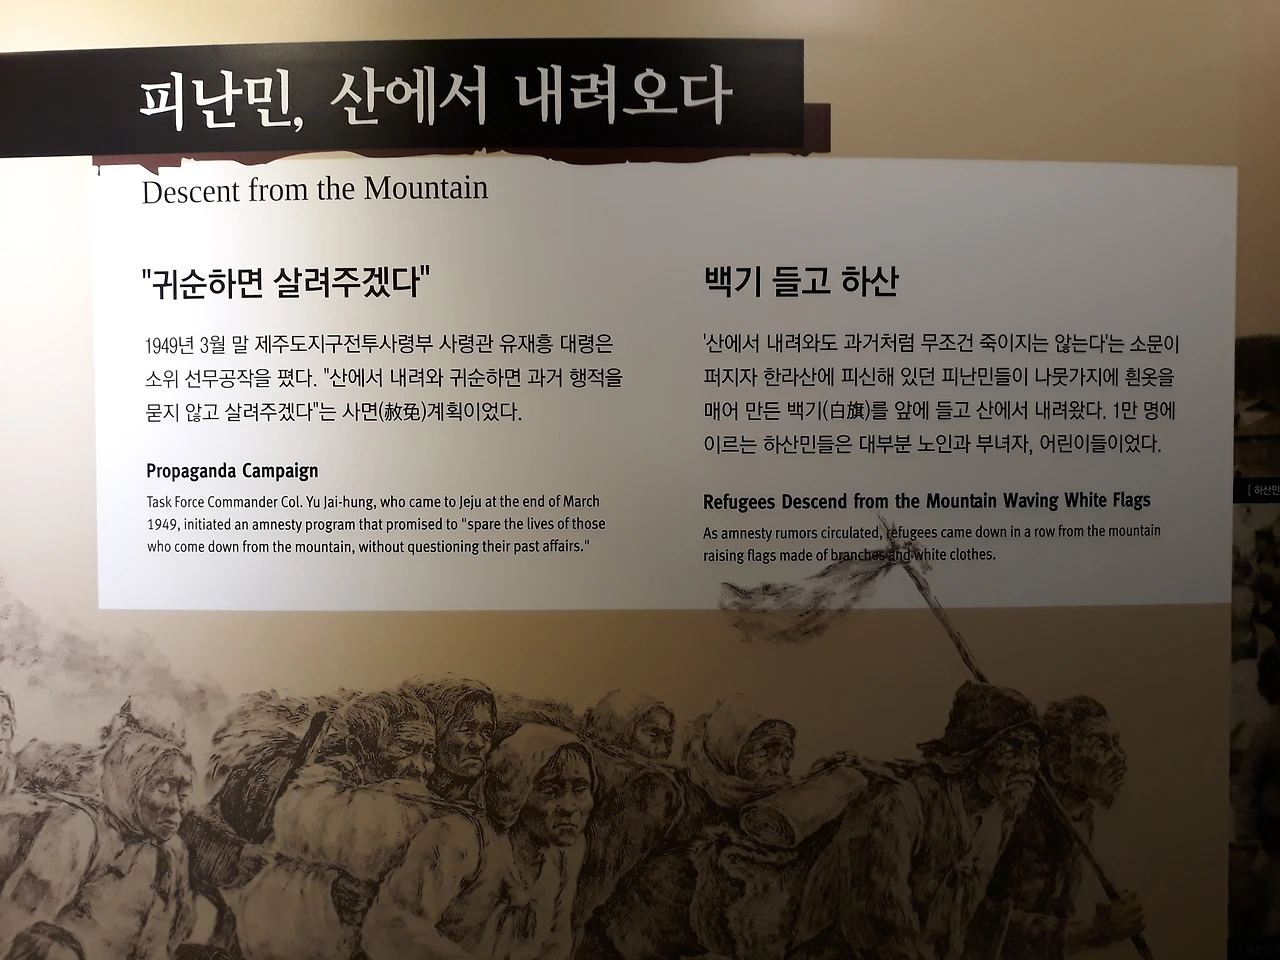 피난민, 산에서 내려오다
Descent from the Mountain
"귀순하면 살려주겠다"
1949년 3월 말 제주도지구전투사령부 사령관 유재흥 대령은
소위 선무공작을 폈다. "산에서 내려와 귀순하면 과거 행적을
묻지 않고 살려주겠다"는 사면(赦免)계획이었다.
Propaganda Campaign
Task Force Commander Col. Yu Jai-hung, who came to Jeju at the end of March
1949, initiated an amnesty program that promised to "spare the lives of those
who come down from the mountain, without questioning their past affairs."
백기 들고 하산
'산에서 내려와도 과거처럼 무조건 죽이지는 않는다'는 소문이
퍼지자 한라산에 피신해 있던 피난민들이 나뭇가지에 흰옷을
매어 만든 백기(白旗)를 앞에 들고 산에서 내려왔다. 1만 명에
이르는 하산민들은 대부분 노인과 부녀자, 어린이들이었다.
Refugees Descend from the Mountain Waving White Flags
As amnesty rumors circulated, refugees came down in a row from the mountain
raising flags made of branches and white clothes.
[ 하산민